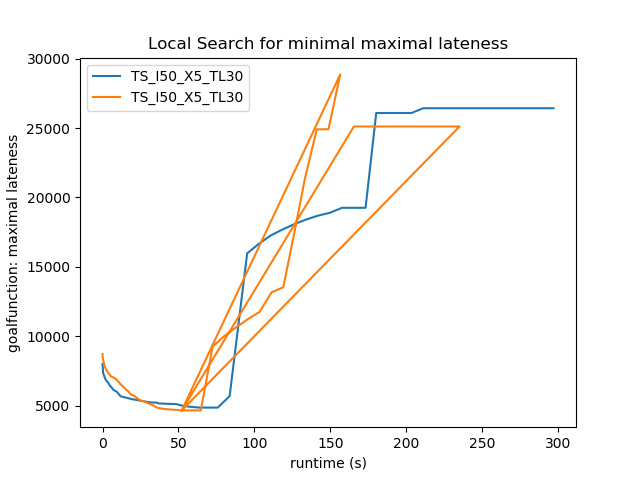 Local Search for minimal maximal lateness
TS_I50_X5_TL30
TS_I50_X5_TL30
goalfunction: maximal lateness
30000
25000
20000
15000
10000
5000
0 50 100 150 200 250 300
runtime (s)